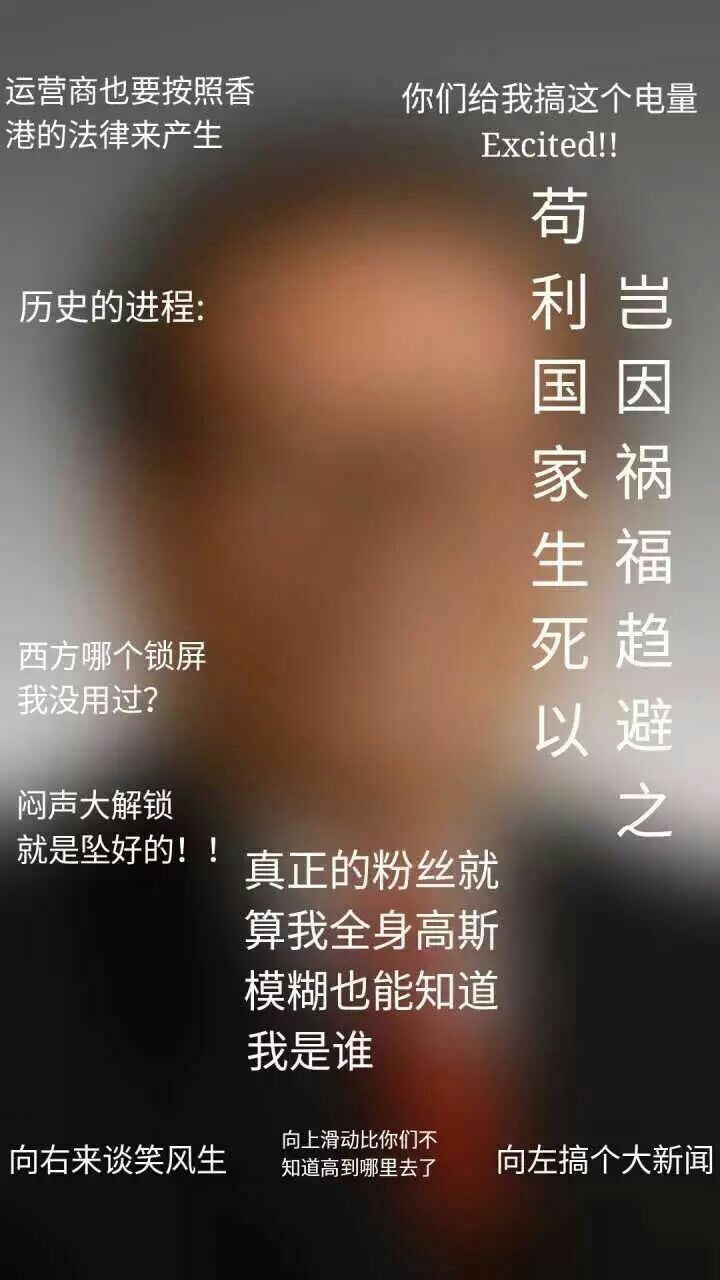 运营商也要按照香
港的法律来产生
你们给我搞这个电量
Excited!!
历史的进程:
苟利国家生死以
岂因祸福趋避之
西方哪个锁屏
我没用过?
闷声大解锁
就是坠好的！！
真正的粉丝就
算我全身高斯
模糊也能知道
我是谁
向右来谈笑风生
向上滑动比你们不
知道高到哪里去了
向左搞个大新闻